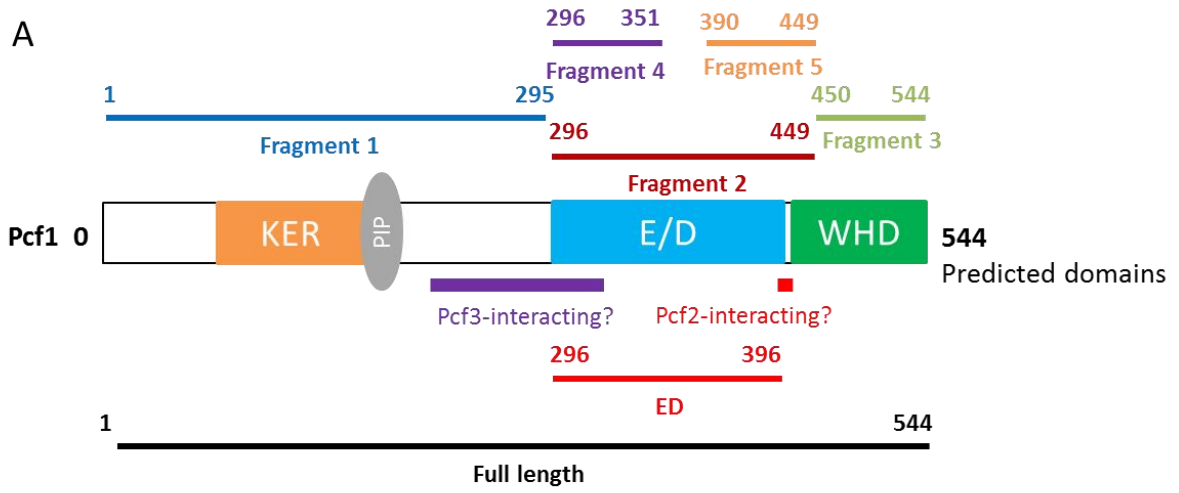 A
296 351 390 449
Fragment 4 Fragment 5
1 295 450 544
Fragment 1 296 449 Fragment 3
Fragment 2
Pcf1 0 KER PIP E/D WHD 544
Predicted domains
Pcf3-interacting? Pcf2-interacting?
296 396
ED
1 544
Full length